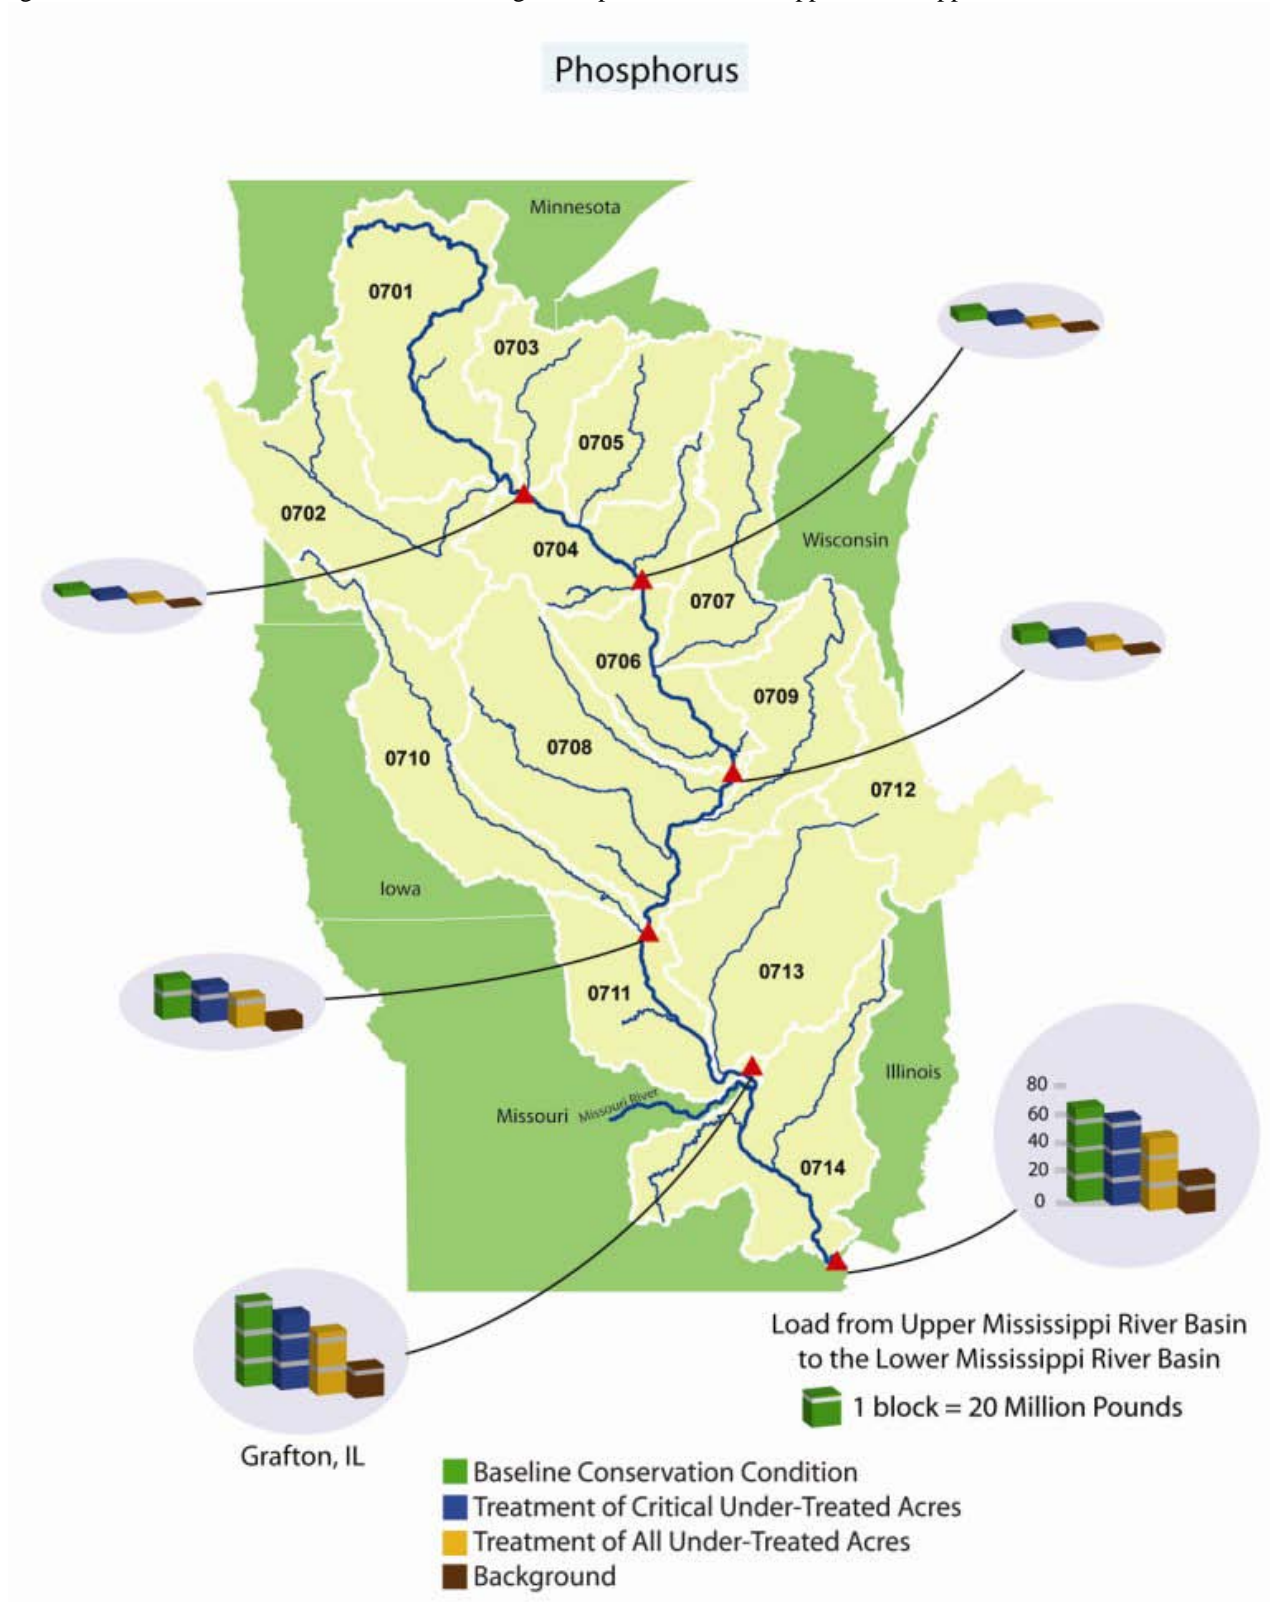 Phosphorus
Minnesota
0701
0703
0705
0702
0704
Wisconsin
0707
0706
0709
0708
0710
0712
Iowa
0713
0711
Illinois
Missouri
Missouri River
80
60
40
20
0
0714
Load from Upper Mississippi River Basin
to the Lower Mississippi River Basin
1 block = 20 Million Pounds
Grafton, IL
Baseline Conservation Condition
Treatment of Critical Under-Treated Acres
Treatment of All Under-Treated Acres
Background